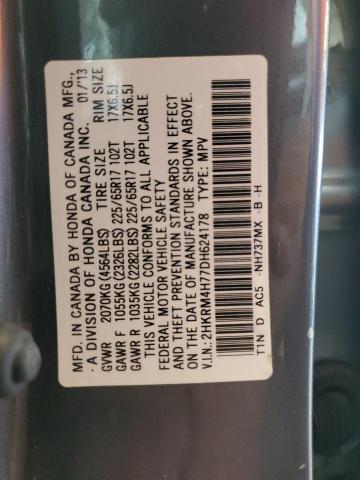 MFD. IN CANADA BY HONDA OF CANADA MFG.,
- A DIVISION OF HONDA CANADA INC. 01/'13
GVWR 2070KG(4564LBS) TIRE SIZE RIM SIZE
GAWR F 1055KG(2326LBS) 225/65R17 102T 17X6.5J
GAWR R 1035KG(2282LBS) 225/65R17 102T 17X6.5J
THIS VEHICLE CONFORMS TO ALL APPLICABLE
FEDERAL MOTOR VEHICLE SAFETY
AND THEFT PREVENTION STANDARDS IN EFFECT
ON THE DATE OF MANUFACTURE SHOWN ABOVE.
V.I.N.: 2HKRM4H77DH624178 TYPE: MPV
T1N D AC5 -NH737MX -B -H